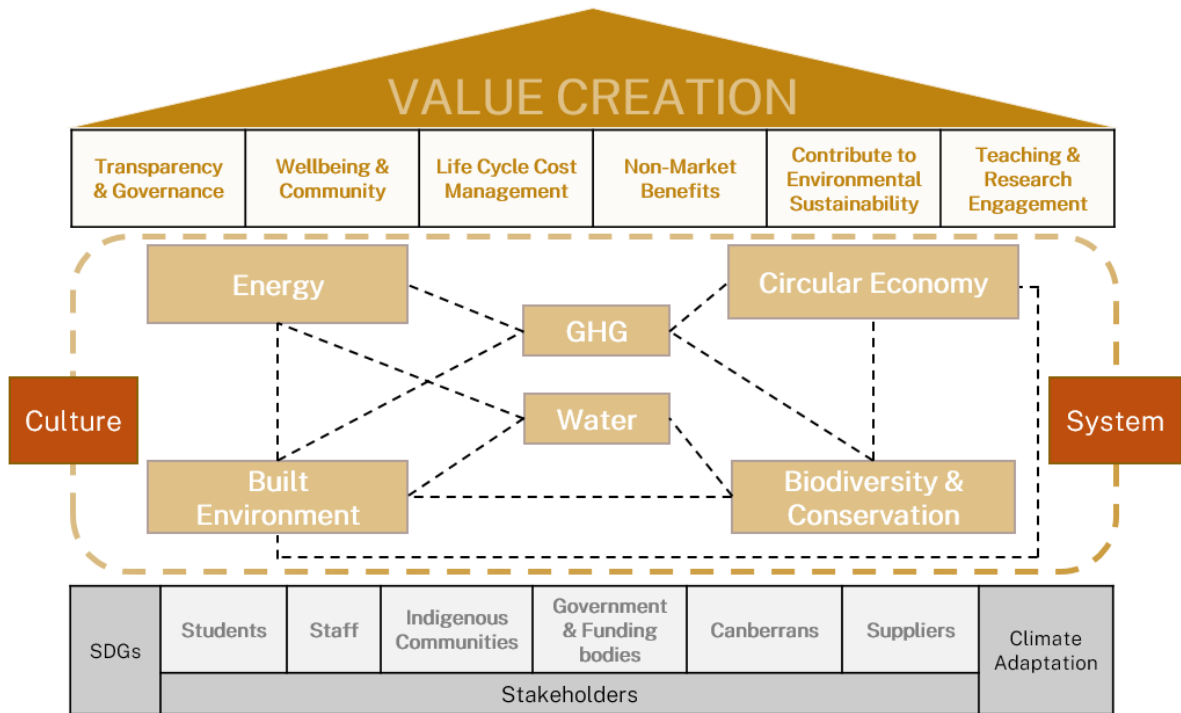 VALUE CREATION
Transparency
& Governance
Wellbeing &
Community
Life Cycle Cost
Management
Non-Market
Benefits
Contribute to
Environmental
Sustainability
Teaching &
Research
Engagement
Energy
Circular Economy
GHG
Culture
Water
System
Built
Environment
Biodiversity &
Conservation
SDGs
Students
Staff
Indigenous
Communities
Government
& Funding
bodies
Canberrans
Suppliers
Climate
Adaptation
Stakeholders